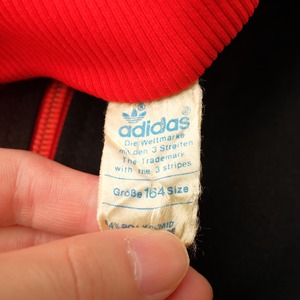 adidas
Die Weltmarke
mit den 3 Streifen
The Trademark
with the 3 stripes
Größe 164 Size